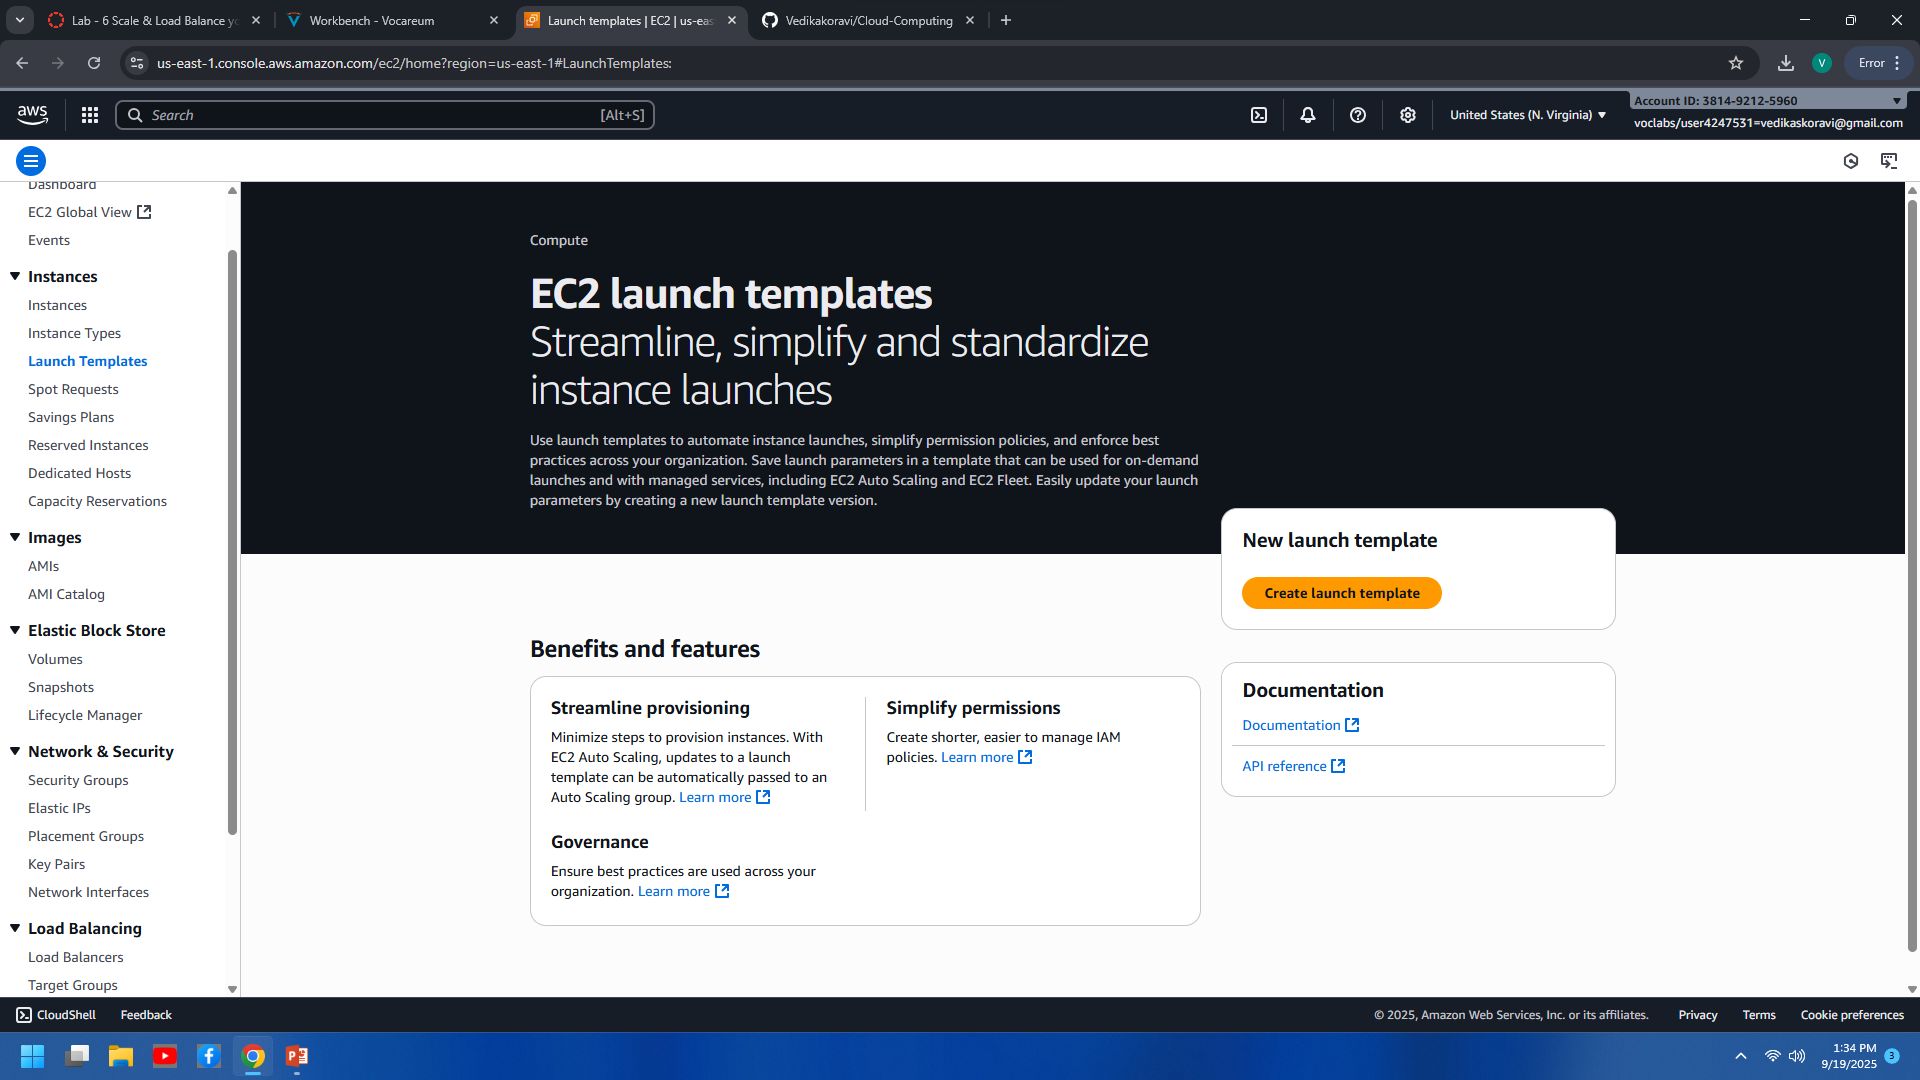 Lab - 6 Scale & Load Balance yo
Workbench - Vocareum
Launch templates | EC2 | us-eas
Vedikakoravi/Cloud-Computing
us-east-1.console.aws.amazon.com/ec2/home?region=us-east-1#LaunchTemplates:
V
Error
aws
Search
[Alt+S]
United States (N. Virginia)
Account ID: 3814-9212-5960
voclabs/user4247531=vedikaskoravi@gmail.com
Dashboard
EC2 Global View
Events
Instances
Instances
Instance Types
Launch Templates
Spot Requests
Savings Plans
Reserved Instances
Dedicated Hosts
Capacity Reservations
Images
AMIs
AMI Catalog
Elastic Block Store
Volumes
Snapshots
Lifecycle Manager
Network & Security
Security Groups
Elastic IPs
Placement Groups
Key Pairs
Network Interfaces
Load Balancing
Load Balancers
Target Groups
Compute
EC2 launch templates
Streamline, simplify and standardize
instance launches
Use launch templates to automate instance launches, simplify permission policies, and enforce best
practices across your organization. Save launch parameters in a template that can be used for on-demand
launches and with managed services, including EC2 Auto Scaling and EC2 Fleet. Easily update your launch
parameters by creating a new launch template version.
New launch template
Create launch template
Benefits and features
Streamline provisioning
Minimize steps to provision instances. With
EC2 Auto Scaling, updates to a launch
template can be automatically passed to an
Auto Scaling group. Learn more
Simplify permissions
Create shorter, easier to manage IAM
policies. Learn more
Governance
Ensure best practices are used across your
organization. Learn more
Documentation
Documentation
API reference
CloudShell
Feedback
© 2025, Amazon Web Services, Inc. or its affiliates.
Privacy
Terms
Cookie preferences
1:34 PM
9/19/2025
3